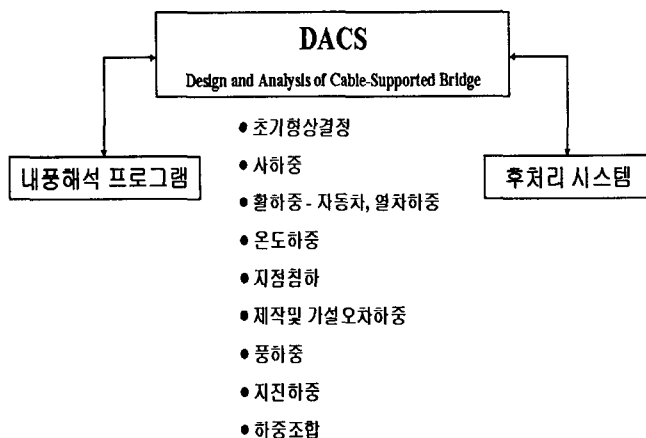 DACS
Design and Analysis of Cable-Supported Bridge
내풍해석 프로그램
후처리 시스템
• 초기형상결정
• 사하중
• 활하중 - 자동차, 열차하중
• 온도하중
• 지점침하
• 제작및 가설오차하중
• 풍하중
• 지진하중
• 하중조합